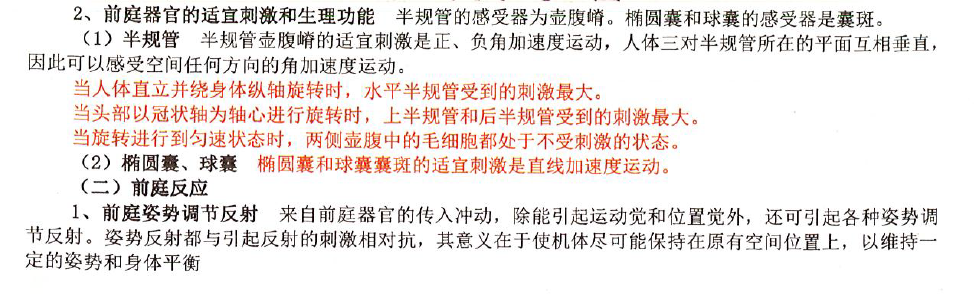 2、前庭器官的适宜刺激和生理功能 半规管的感受器为壶腹嵴。椭圆囊和球囊的感受器是囊斑。
（1）半规管 半规管壶腹嵴的适宜刺激是正、负角加速度运动，人体三对半规管所在的平面互相垂直，
因此可以感受空间任何方向的角加速度运动。
当人体直立并绕身体纵轴旋转时，水平半规管受到的刺激最大。
当头部以冠状轴为轴心进行旋转时，上半规管和后半规管受到的刺激最大。
当旋转进行到匀速状态时，两侧壶腹中的毛细胞都处于不受刺激的状态。
（2）椭圆囊、球囊 椭圆囊和球囊囊斑的适宜刺激是直线加速度运动。
（二）前庭反应
1、前庭姿势调节反射 来自前庭器官的传入冲动，除能引起运动觉和位置觉外，还可引起各种姿势调
节反射。姿势反射都与引起反射的刺激相对抗，其意义在于使机体尽可能保持在原有空间位置上，以维持一
定的姿势和身体平衡